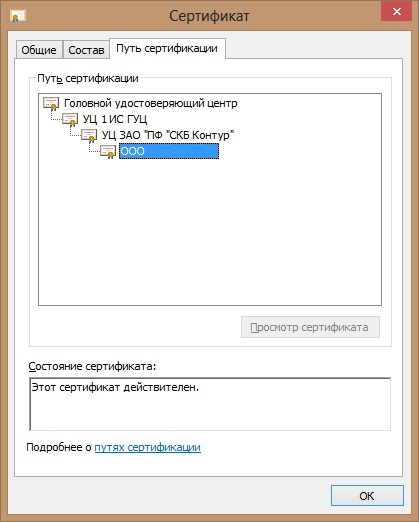 Сертификат
Общие Состав Путь сертификации
Путь сертификации
Головной удостоверяющий центр
УЦ 1 ИС ГУЦ
УЦ ЗАО "ПФ "СКБ Контур"
ООО
Просмотр сертификата
Состояние сертификата:
Этот сертификат действителен.
Подробнее о путях сертификации
ОК